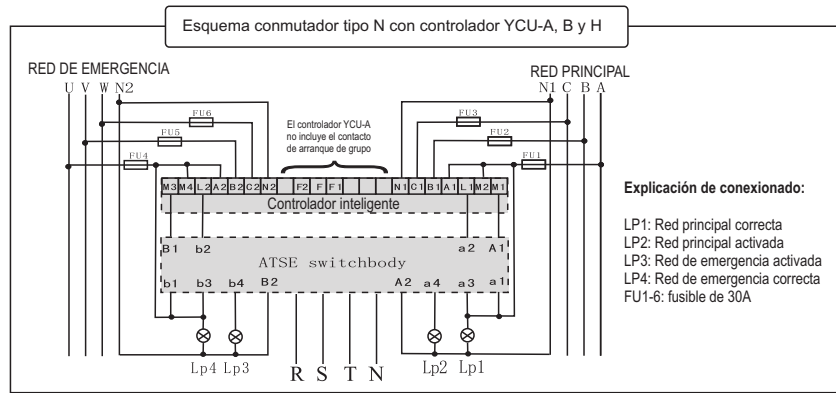 Esquema conmutador tipo N con controlador YCU-A, B y H
RED DE EMERGENCIA
U V W N2
RED PRINCIPAL
N1 C B A
FU6
FU5
FU4
El controlador YCU-A
no incluye el contacto
de arranque de grupo
FU3
FU2
FU1
M3 M4 L2 A2 B2 C2 N2 F2 F F1 N1 C1 B1 A1 L1 M2 M1
Controlador inteligente
B1 b2 a2 A1
ATSE switchbody
b1 b3 b4 B2 A2 a4 a3 a1
Lp4 Lp3 R S T N Lp2 Lp1
Explicación de conexionado:
LP1: Red principal correcta
LP2: Red principal activada
LP3: Red de emergencia activada
LP4: Red de emergencia correcta
FU1-6: fusible de 30A